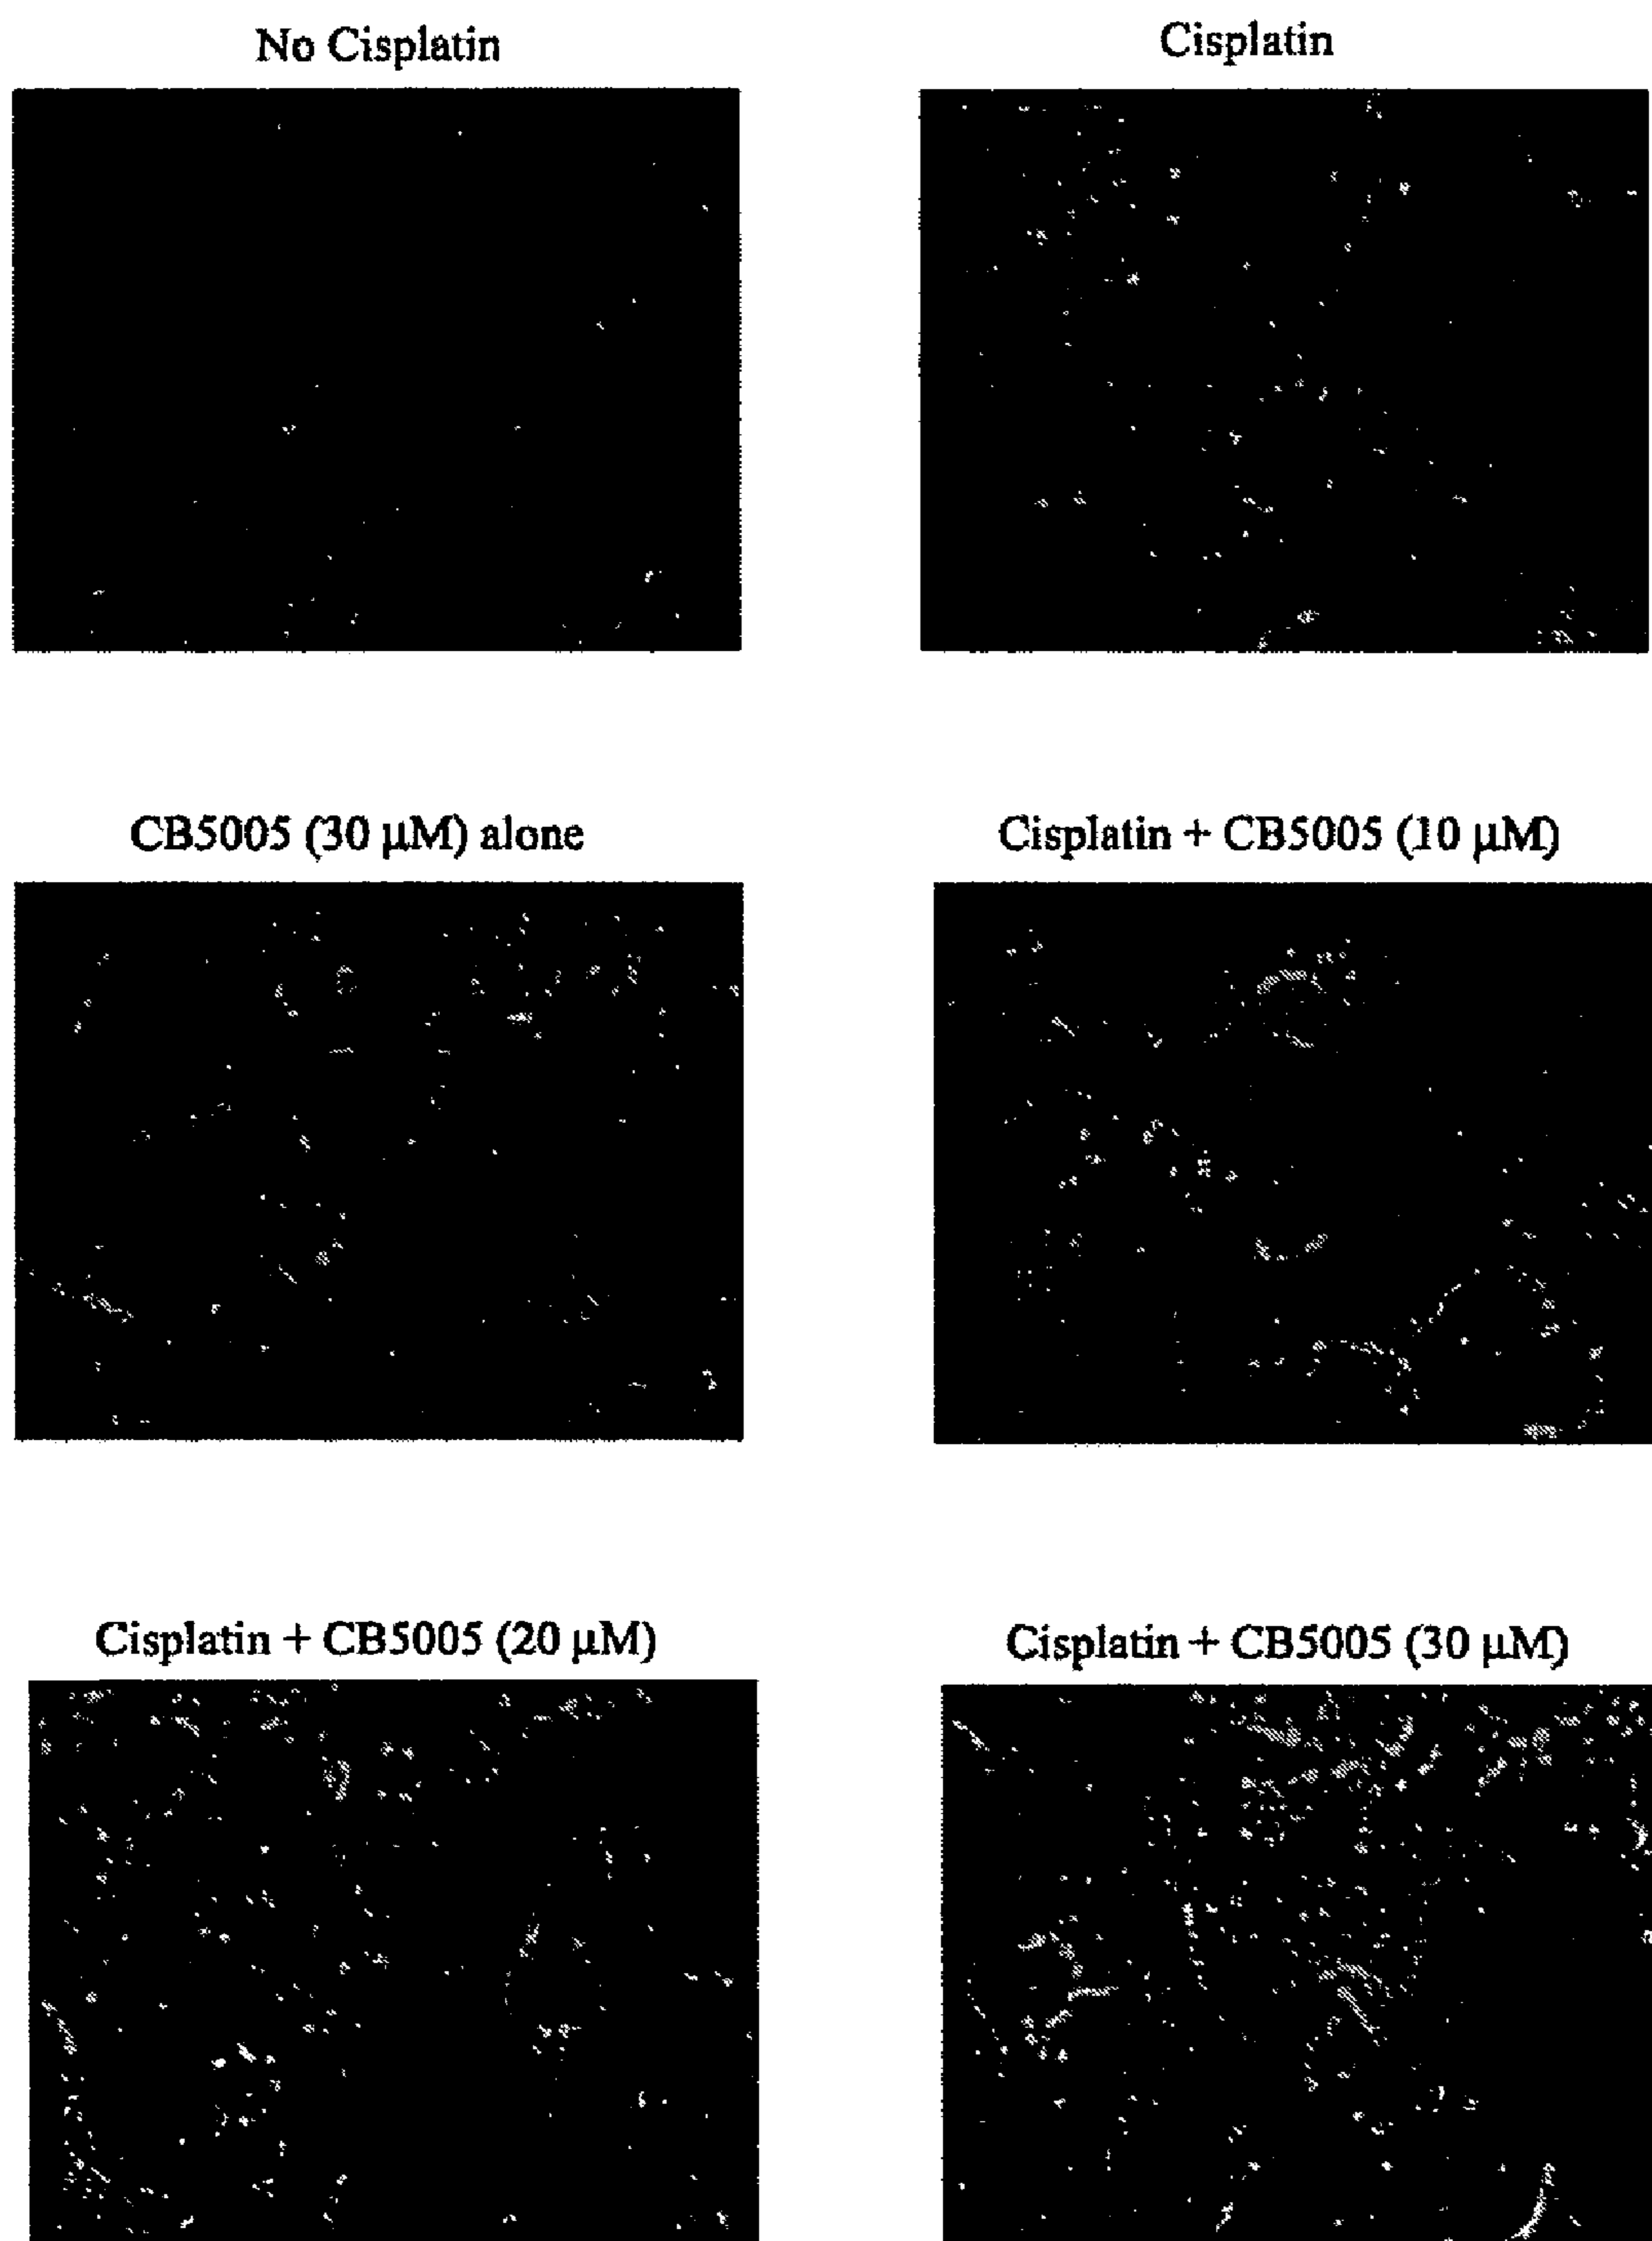 No Cisplatin
Cisplatin
CB5005 (30 μM) alone
Cisplatin + CB5005 (10 μM)
Cisplatin + CB5005 (20 μM)
Cisplatin + CB5005 (30 μM)